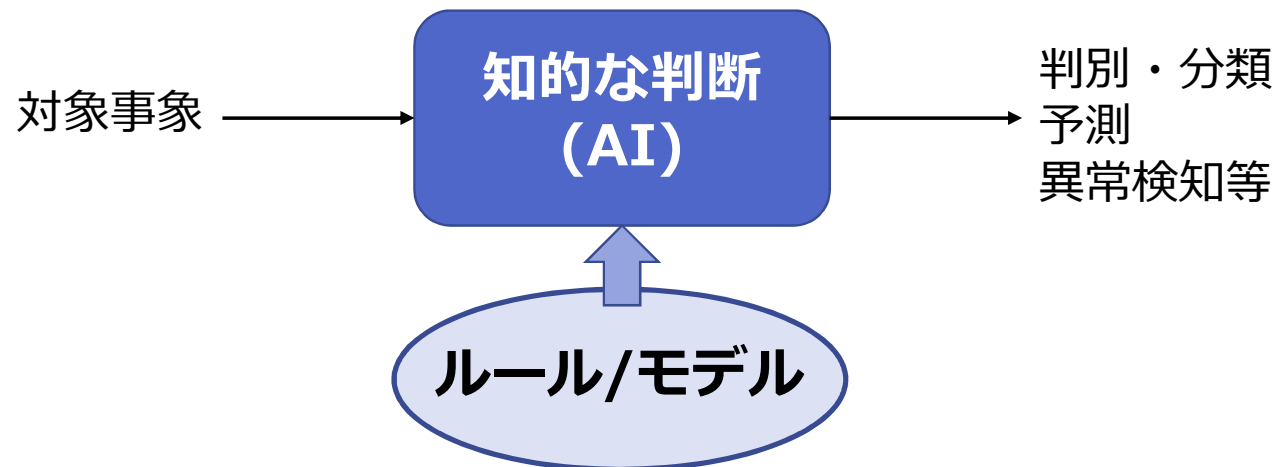 対象事象
知的な判断
(AI)
判別・分類
予測
異常検知等
ルール/モデル